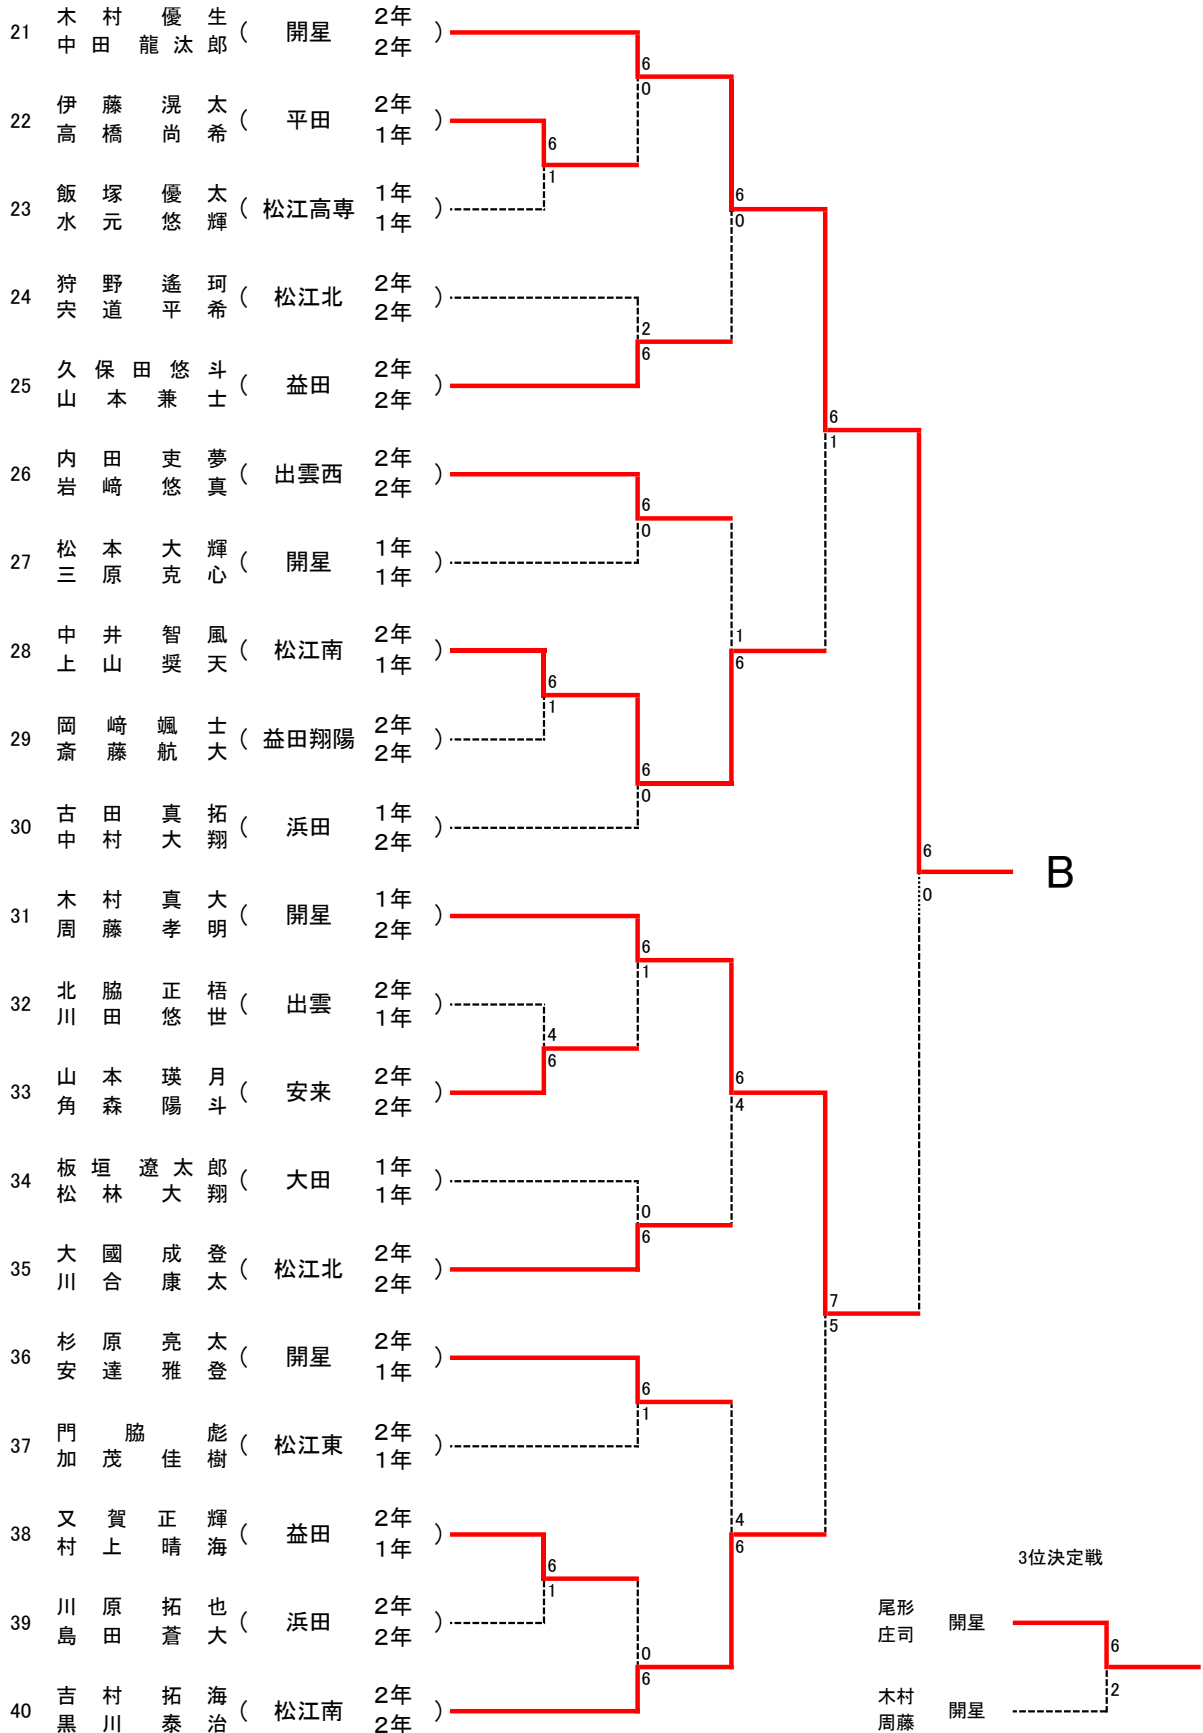 21 木村優生 中田龍汰郎 ( 開星 2年 2年 )
6
0
22 伊藤滉太 高橋尚希 ( 平田 2年 1年 )
6
1
23 飯塚優太 水元悠輝 ( 松江高専 1年 1年 )
6
0
24 狩野遙珂 宍道平希 ( 松江北 2年 2年 )
2
6
25 久保田悠斗 山本兼士 ( 益田 2年 2年 )
6
1
26 内田吏夢 岩﨑悠真 ( 出雲西 2年 2年 )
6
0
27 松本大輝 三原克心 ( 開星 1年 1年 )
28 中井智風 上山奨天 ( 松江南 2年 1年 )
1
6
6
1
29 岡﨑颯士 斎藤航大 ( 益田翔陽 2年 2年 )
6
0
30 古田真拓 中村大翔 ( 浜田 1年 2年 )
6
0
B
31 木村真大 周藤孝明 ( 開星 1年 2年 )
6
1
32 北脇正梧 川田悠世 ( 出雲 2年 1年 )
4
6
33 山本瑛月 角森陽斗 ( 安来 2年 2年 )
6
4
34 板垣遼太郎 松林大翔 ( 大田 1年 1年 )
0
6
35 大國成登 川合康太 ( 松江北 2年 2年 )
7
5
36 杉原亮太 安達雅登 ( 開星 2年 1年 )
6
1
37 門脇彪 加茂佳樹 ( 松江東 2年 1年 )
38 又賀正輝 村上晴海 ( 益田 2年 1年 )
4
6
6
1
39 川原拓也 島田蒼大 ( 浜田 2年 2年 )
0
6
40 吉村拓海 黒川泰治 ( 松江南 2年 2年 )
3位決定戦
尾形 庄司 開星
6
2
木村 周藤 開星